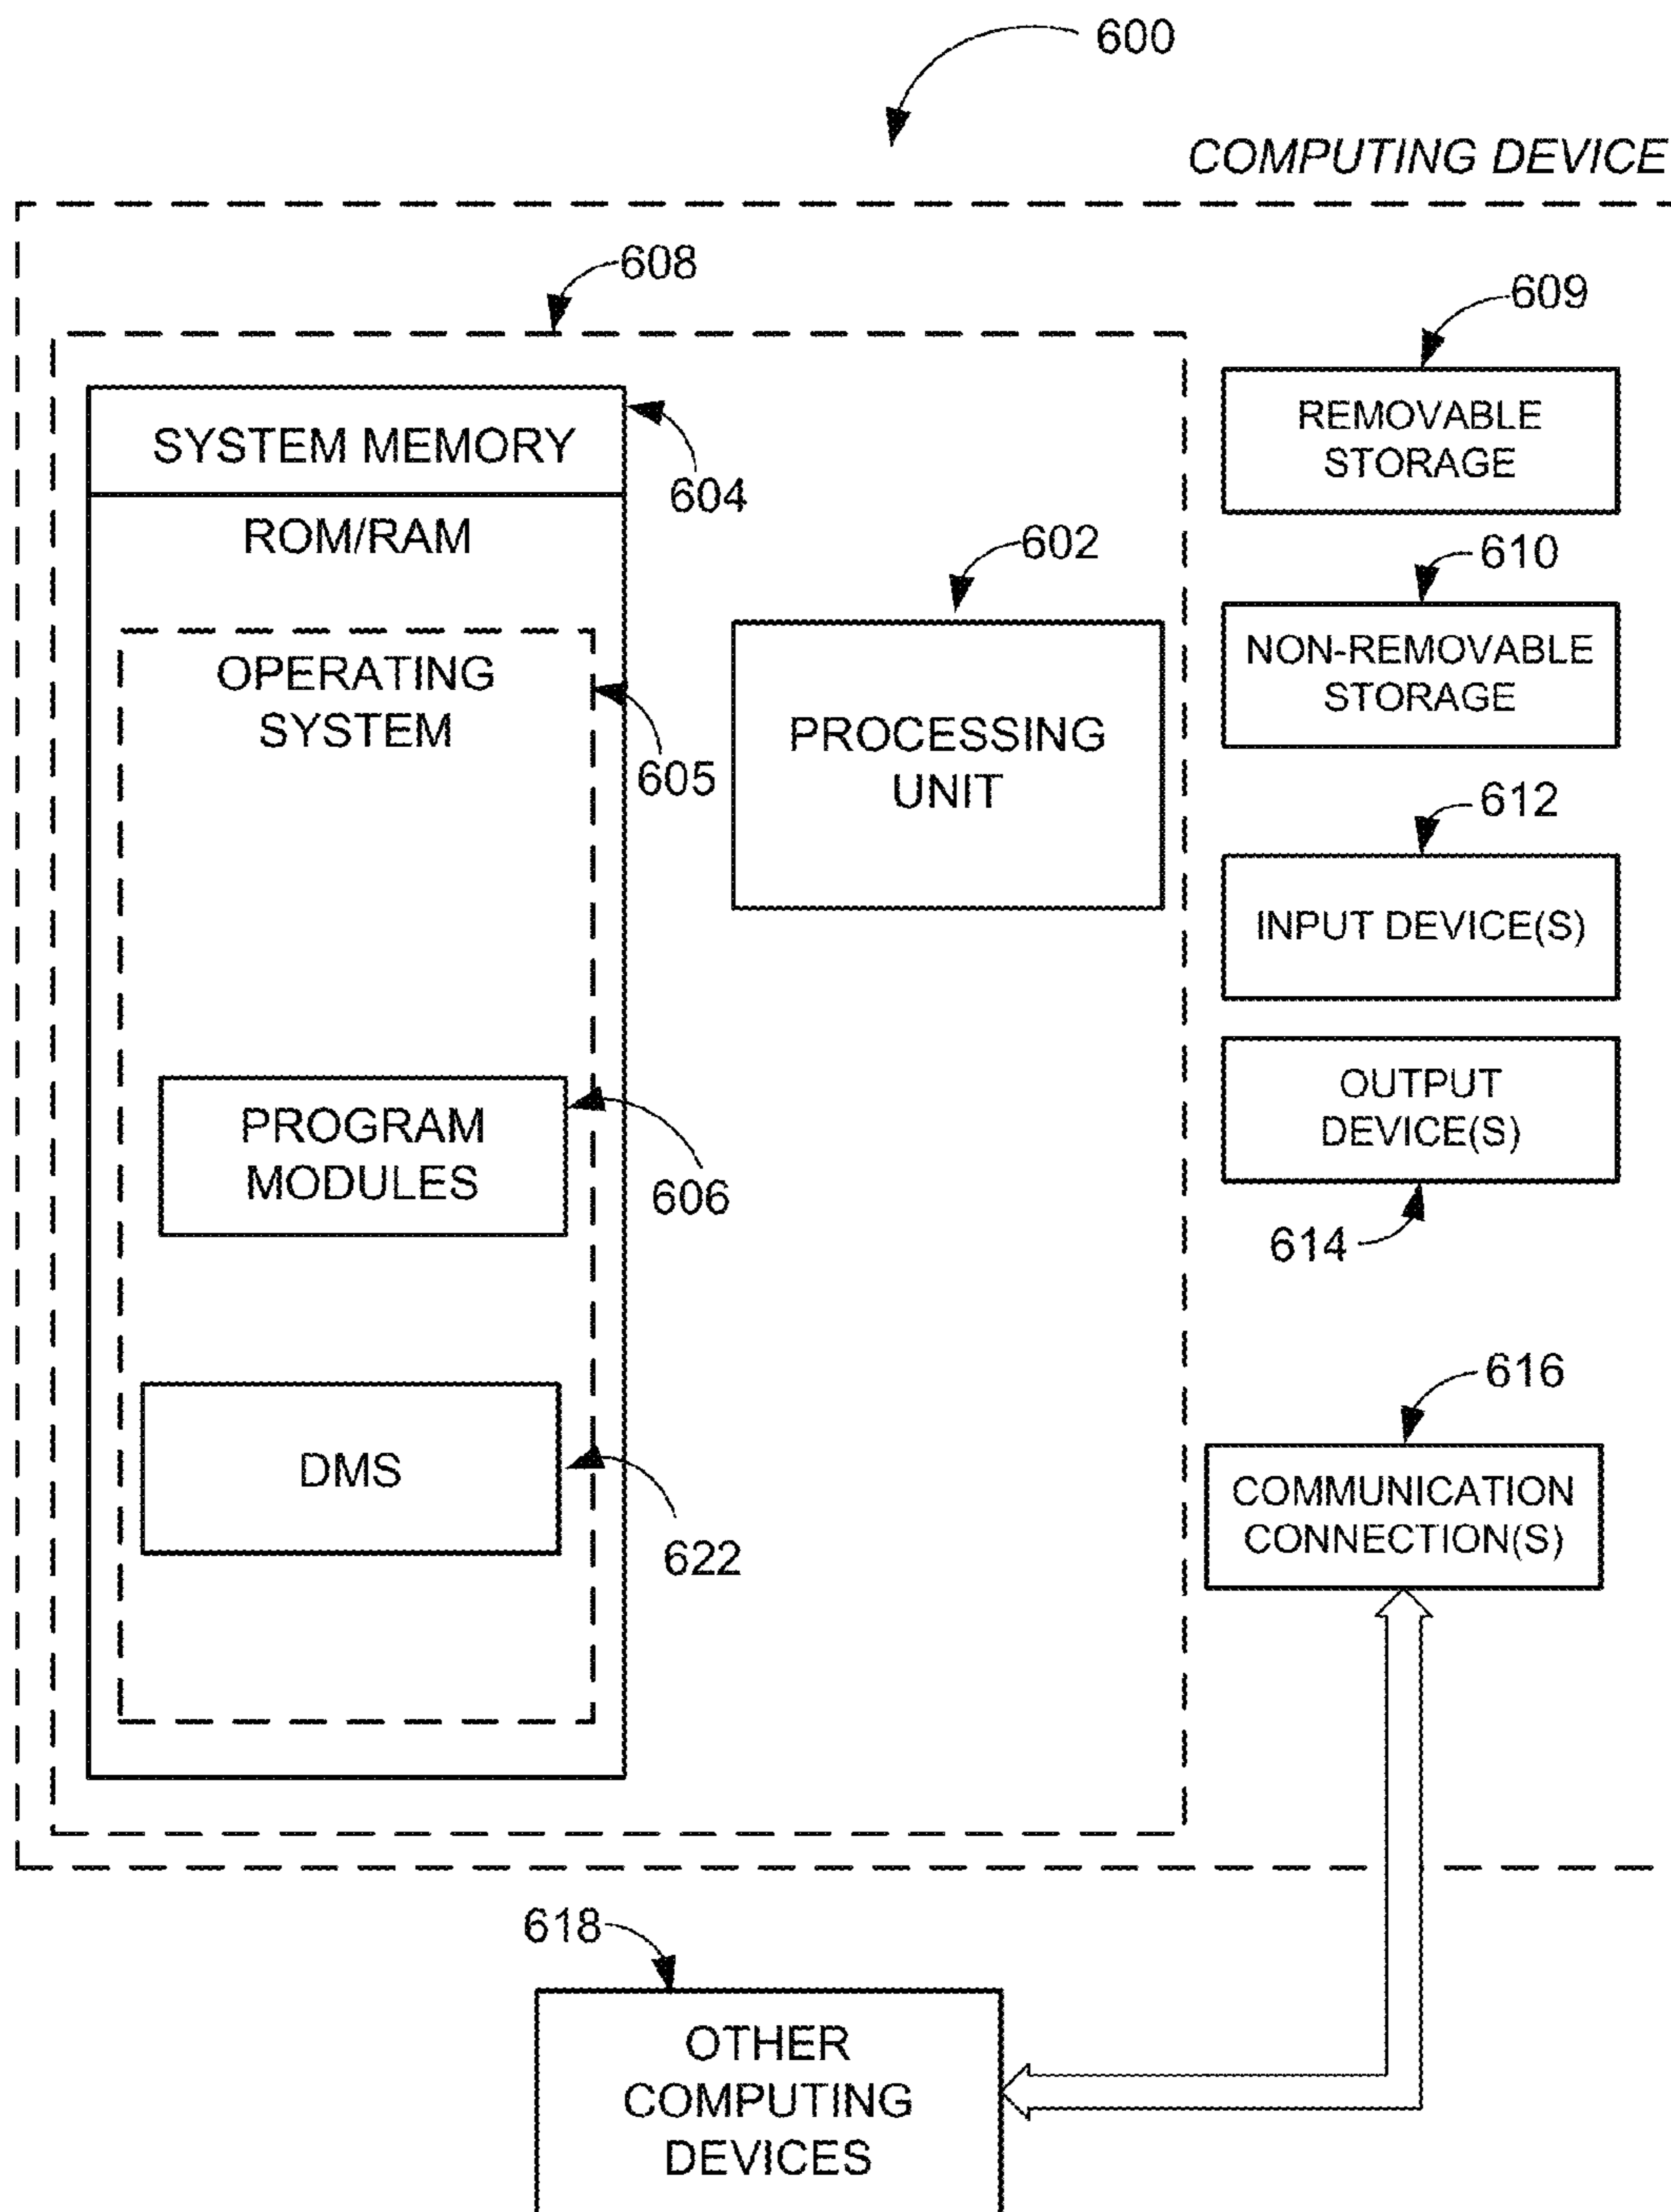 600
COMPUTING DEVICE
608
609
SYSTEM MEMORY
604
REMOVABLE
STORAGE
ROM/RAM
602
610
OPERATING
SYSTEM
605
PROCESSING
UNIT
NON-REMOVABLE
STORAGE
612
INPUT DEVICE(S)
OUTPUT
DEVICE(S)
614
PROGRAM
MODULES
606
616
DMS
622
COMMUNICATION
CONNECTION(S)
618
OTHER
COMPUTING
DEVICES